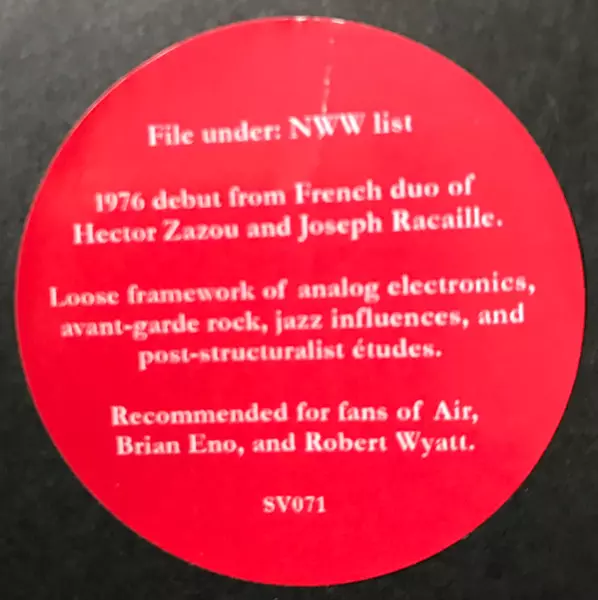 File under: NWW list
1976 debut from French duo of
Hector Zazou and Joseph Racaille.
Loose framework of analog electronics,
avant-garde rock, jazz influences, and
post-structuralist études.
Recommended for fans of Air,
Brian Eno, and Robert Wyatt.
SV071